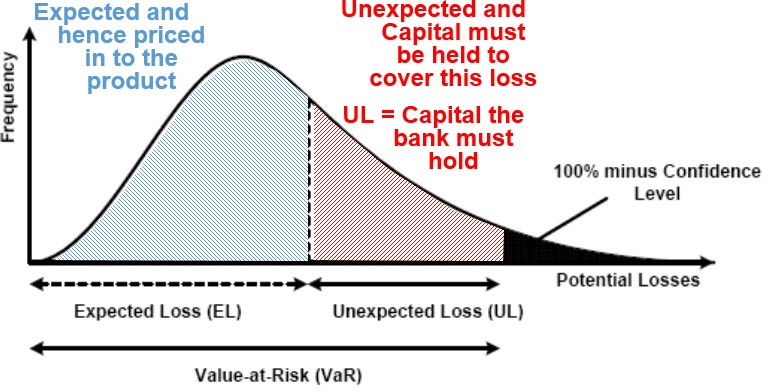 Expected and
hence priced
in to the
product
Unexpected and
Capital must
be held to
cover this loss
UL = Capital the
bank must
hold
Frequency
100% minus Confidence
Level
Potential Losses
Expected Loss (EL)
Unexpected Loss (UL)
Value-at-Risk (VaR)